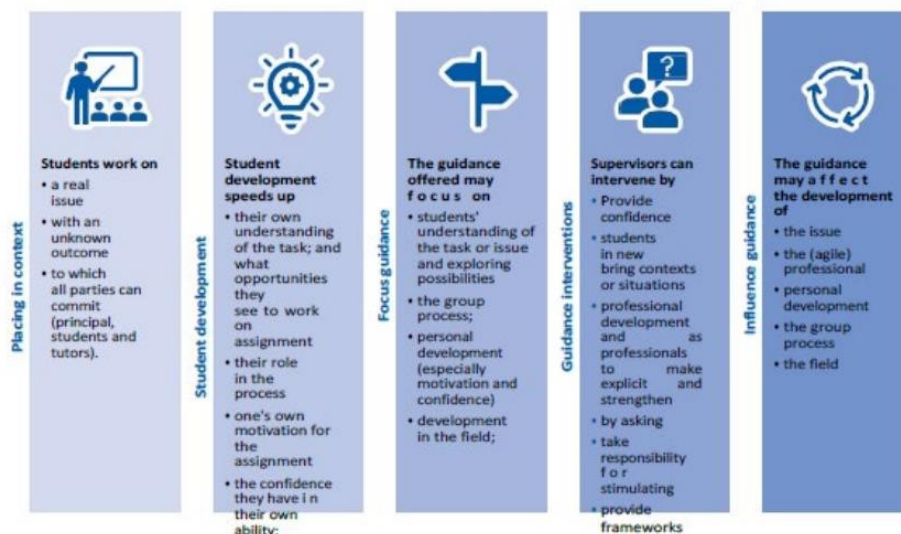 Placing in context
Students work on
• a real
issue
• with an
unknown
outcome
• to which
all parties can
commit
(principal,
students and
tutors).
Student development
Student
development
speeds up
• their own
understanding
of the task; and
what
opportunities
they
see to work
on
assignment
• their role
in the
process
• one's own
motivation for
the
assignment
• the confidence
they have i n
their own
ability;
Focus guidance
The guidance
offered may
f o c u s o n
• students'
understanding of
the task or issue
and exploring
possibilities
• the group
process;
• personal
development
(especially
motivation and
confidence)
• development
in the field;
Guidance interventions
?
Supervisors can
intervene by
• Provide
confidence
• students
in new
bring contexts
or situations
• professional
development
and as
professionals
to make
explicit and
strengthen
• by asking
• take
responsibility
f o r
stimulating
• provide
frameworks
Influence guidance
The guidance
may a f f e c t
the development
of
• the issue
• the (agile)
professional
• personal
development
• the group
process
• the field